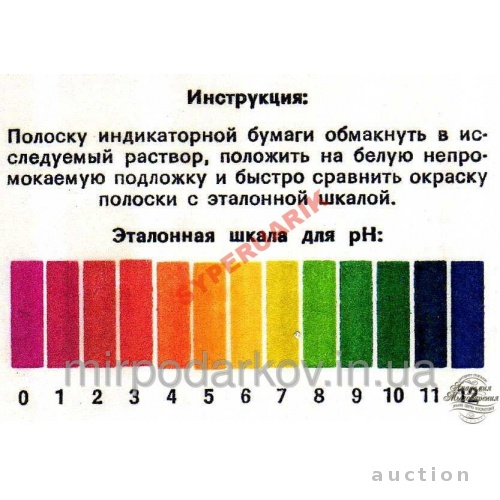 Инструкция:
Полоску индикаторной бумаги обмакнуть в ис-
следуемый раствор, положить на белую непро-
мокаемую подложку и быстро сравнить окраску
полоски с эталонной шкалой.
SYPERGARIK
Эталонная шкала для рН:
mirpodarkov.in.ua
0 1 2 3 4 5 6 7 8 9 10 11 12
auction